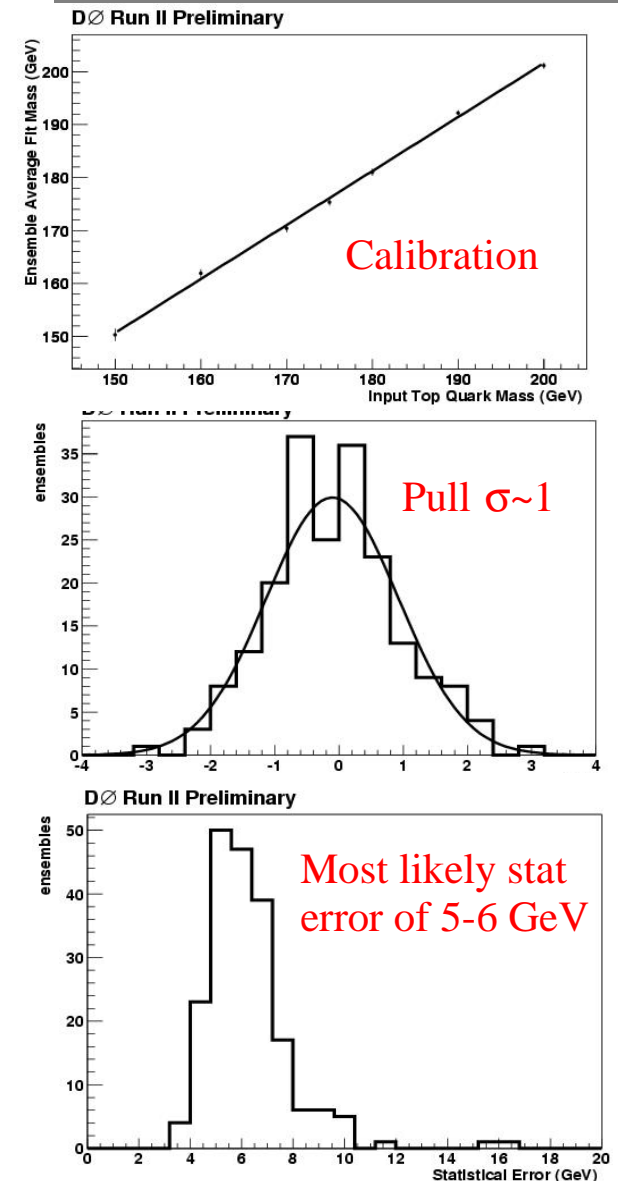 DØ Run II Preliminary
Ensemble Average Fit Mass (GeV)
200
190
180
170
160
150
Calibration
150 160 170 180 190 200
Input Top Quark Mass (GeV)
DØ Run II Preliminary
ensembles
35
30
25
20
15
10
5
0
Pull σ~1
-4 -3 -2 -1 0 1 2 3 4
DØ Run II Preliminary
ensembles
50
40
30
20
10
0
Most likely stat
error of 5-6 GeV
0 2 4 6 8 10 12 14 16 18 20
Statistical Error (GeV)